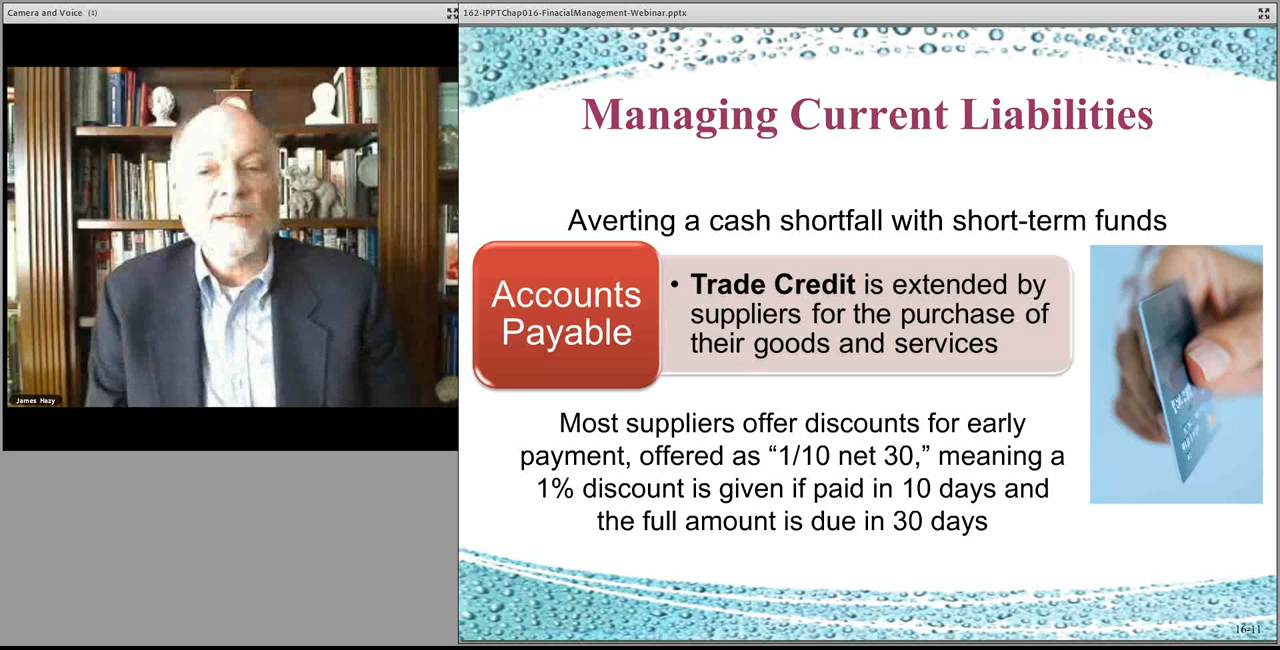 Camera and Voice (1)
162-IPPTChap016-FinacialManagement-Webinar.pptx
James Hazy
Managing Current Liabilities
Averting a cash shortfall with short-term funds
Accounts
Payable
• Trade Credit is extended by
suppliers for the purchase of
their goods and services
Most suppliers offer discounts for early
payment, offered as “1/10 net 30,” meaning a
1% discount is given if paid in 10 days and
the full amount is due in 30 days
16-11